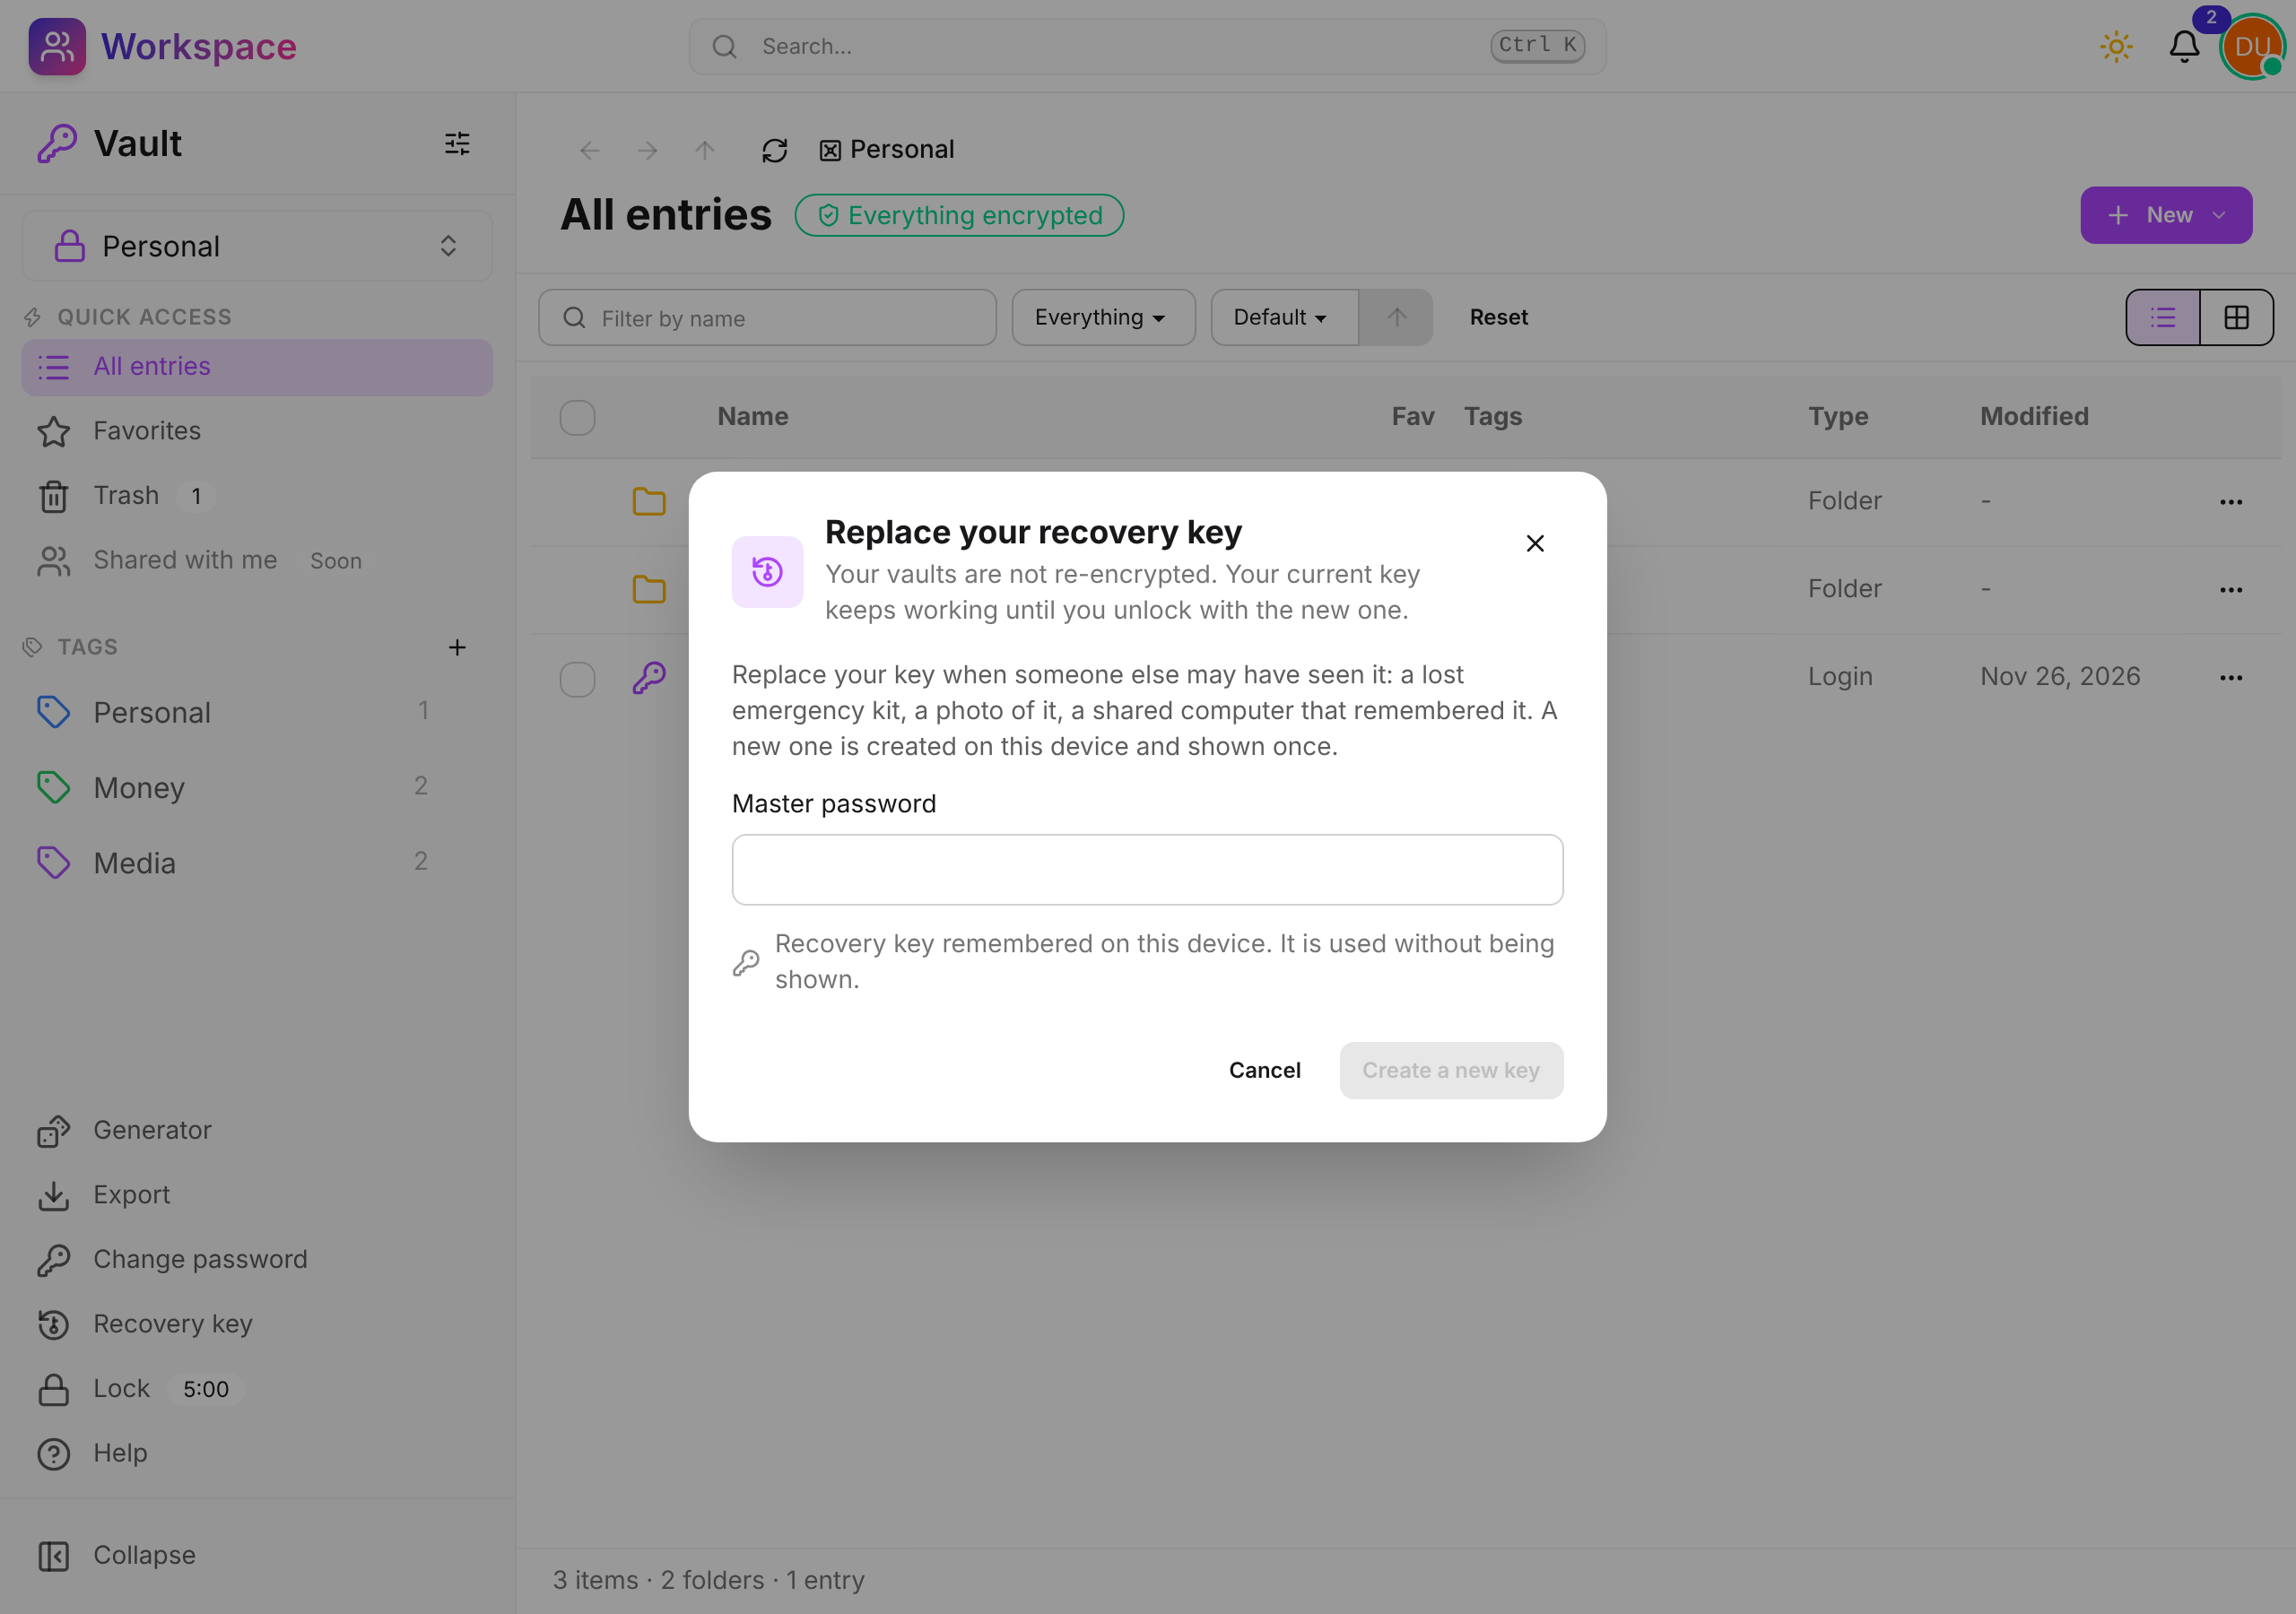 Workspace
Search...
Ctrl K
2
DU
Vault
Personal
QUICK ACCESS
All entries
Favorites
Trash 1
Shared with me Soon
TAGS
Personal 1
Money 2
Media 2
Generator
Export
Change password
Recovery key
Lock 5:00
Help
Collapse
Personal
All entries
Everything encrypted
New
Filter by name
Everything
Default
Reset
Name Fav Tags Type Modified
Folder -
Folder -
Login Nov 26, 2026
Replace your recovery key
Your vaults are not re-encrypted. Your current key
keeps working until you unlock with the new one.
Replace your key when someone else may have seen it: a lost
emergency kit, a photo of it, a shared computer that remembered it. A
new one is created on this device and shown once.
Master password
Recovery key remembered on this device. It is used without being
shown.
Cancel
Create a new key
3 items · 2 folders · 1 entry